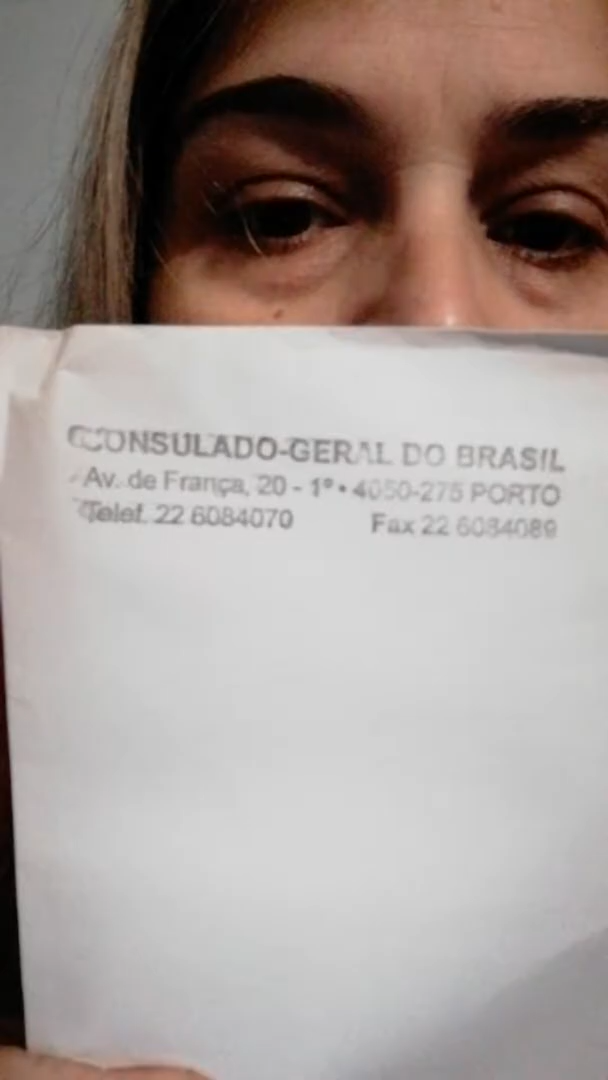 CONSULADO-GERAL DO BRASIL
Av. de França, 20 - 1º • 4050-275 PORTO
Telef. 22 6084070 Fax 22 6084089